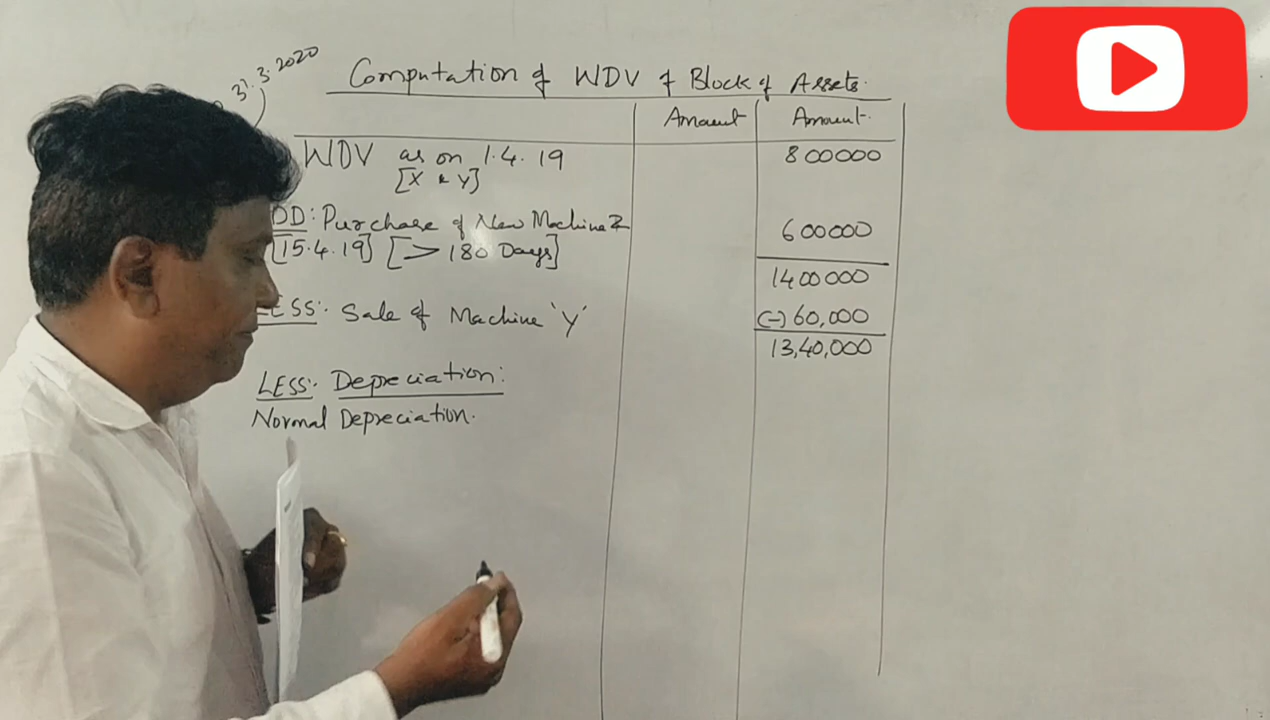 31.3.2020
Computation of WDV of Block of Assets.
Amount Amount.
WDV as on 1.4.19 800000
[X & Y]
DD: Purchase of New Machine Z 600000
[15.4.19] [> 180 Days]
1400000
ESS: Sale of Machine 'Y' (-) 60,000
13,40,000
LESS: Depreciation:
Normal Depreciation.